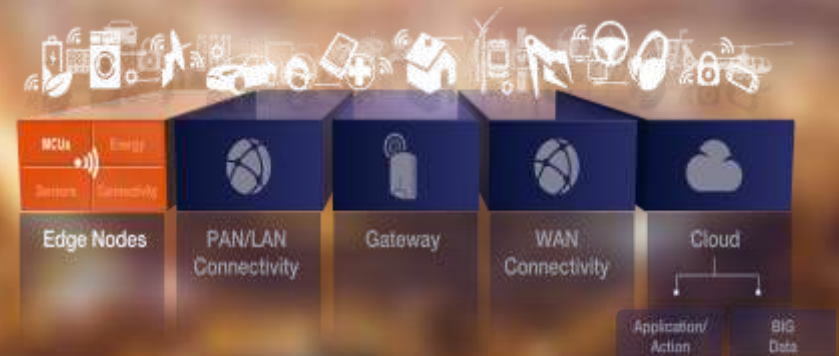 MCUs Energy
Sensors Connectivity
Edge Nodes
PAN/LAN
Connectivity
Gateway
WAN
Connectivity
Cloud
Application/
Action
BIG
Data